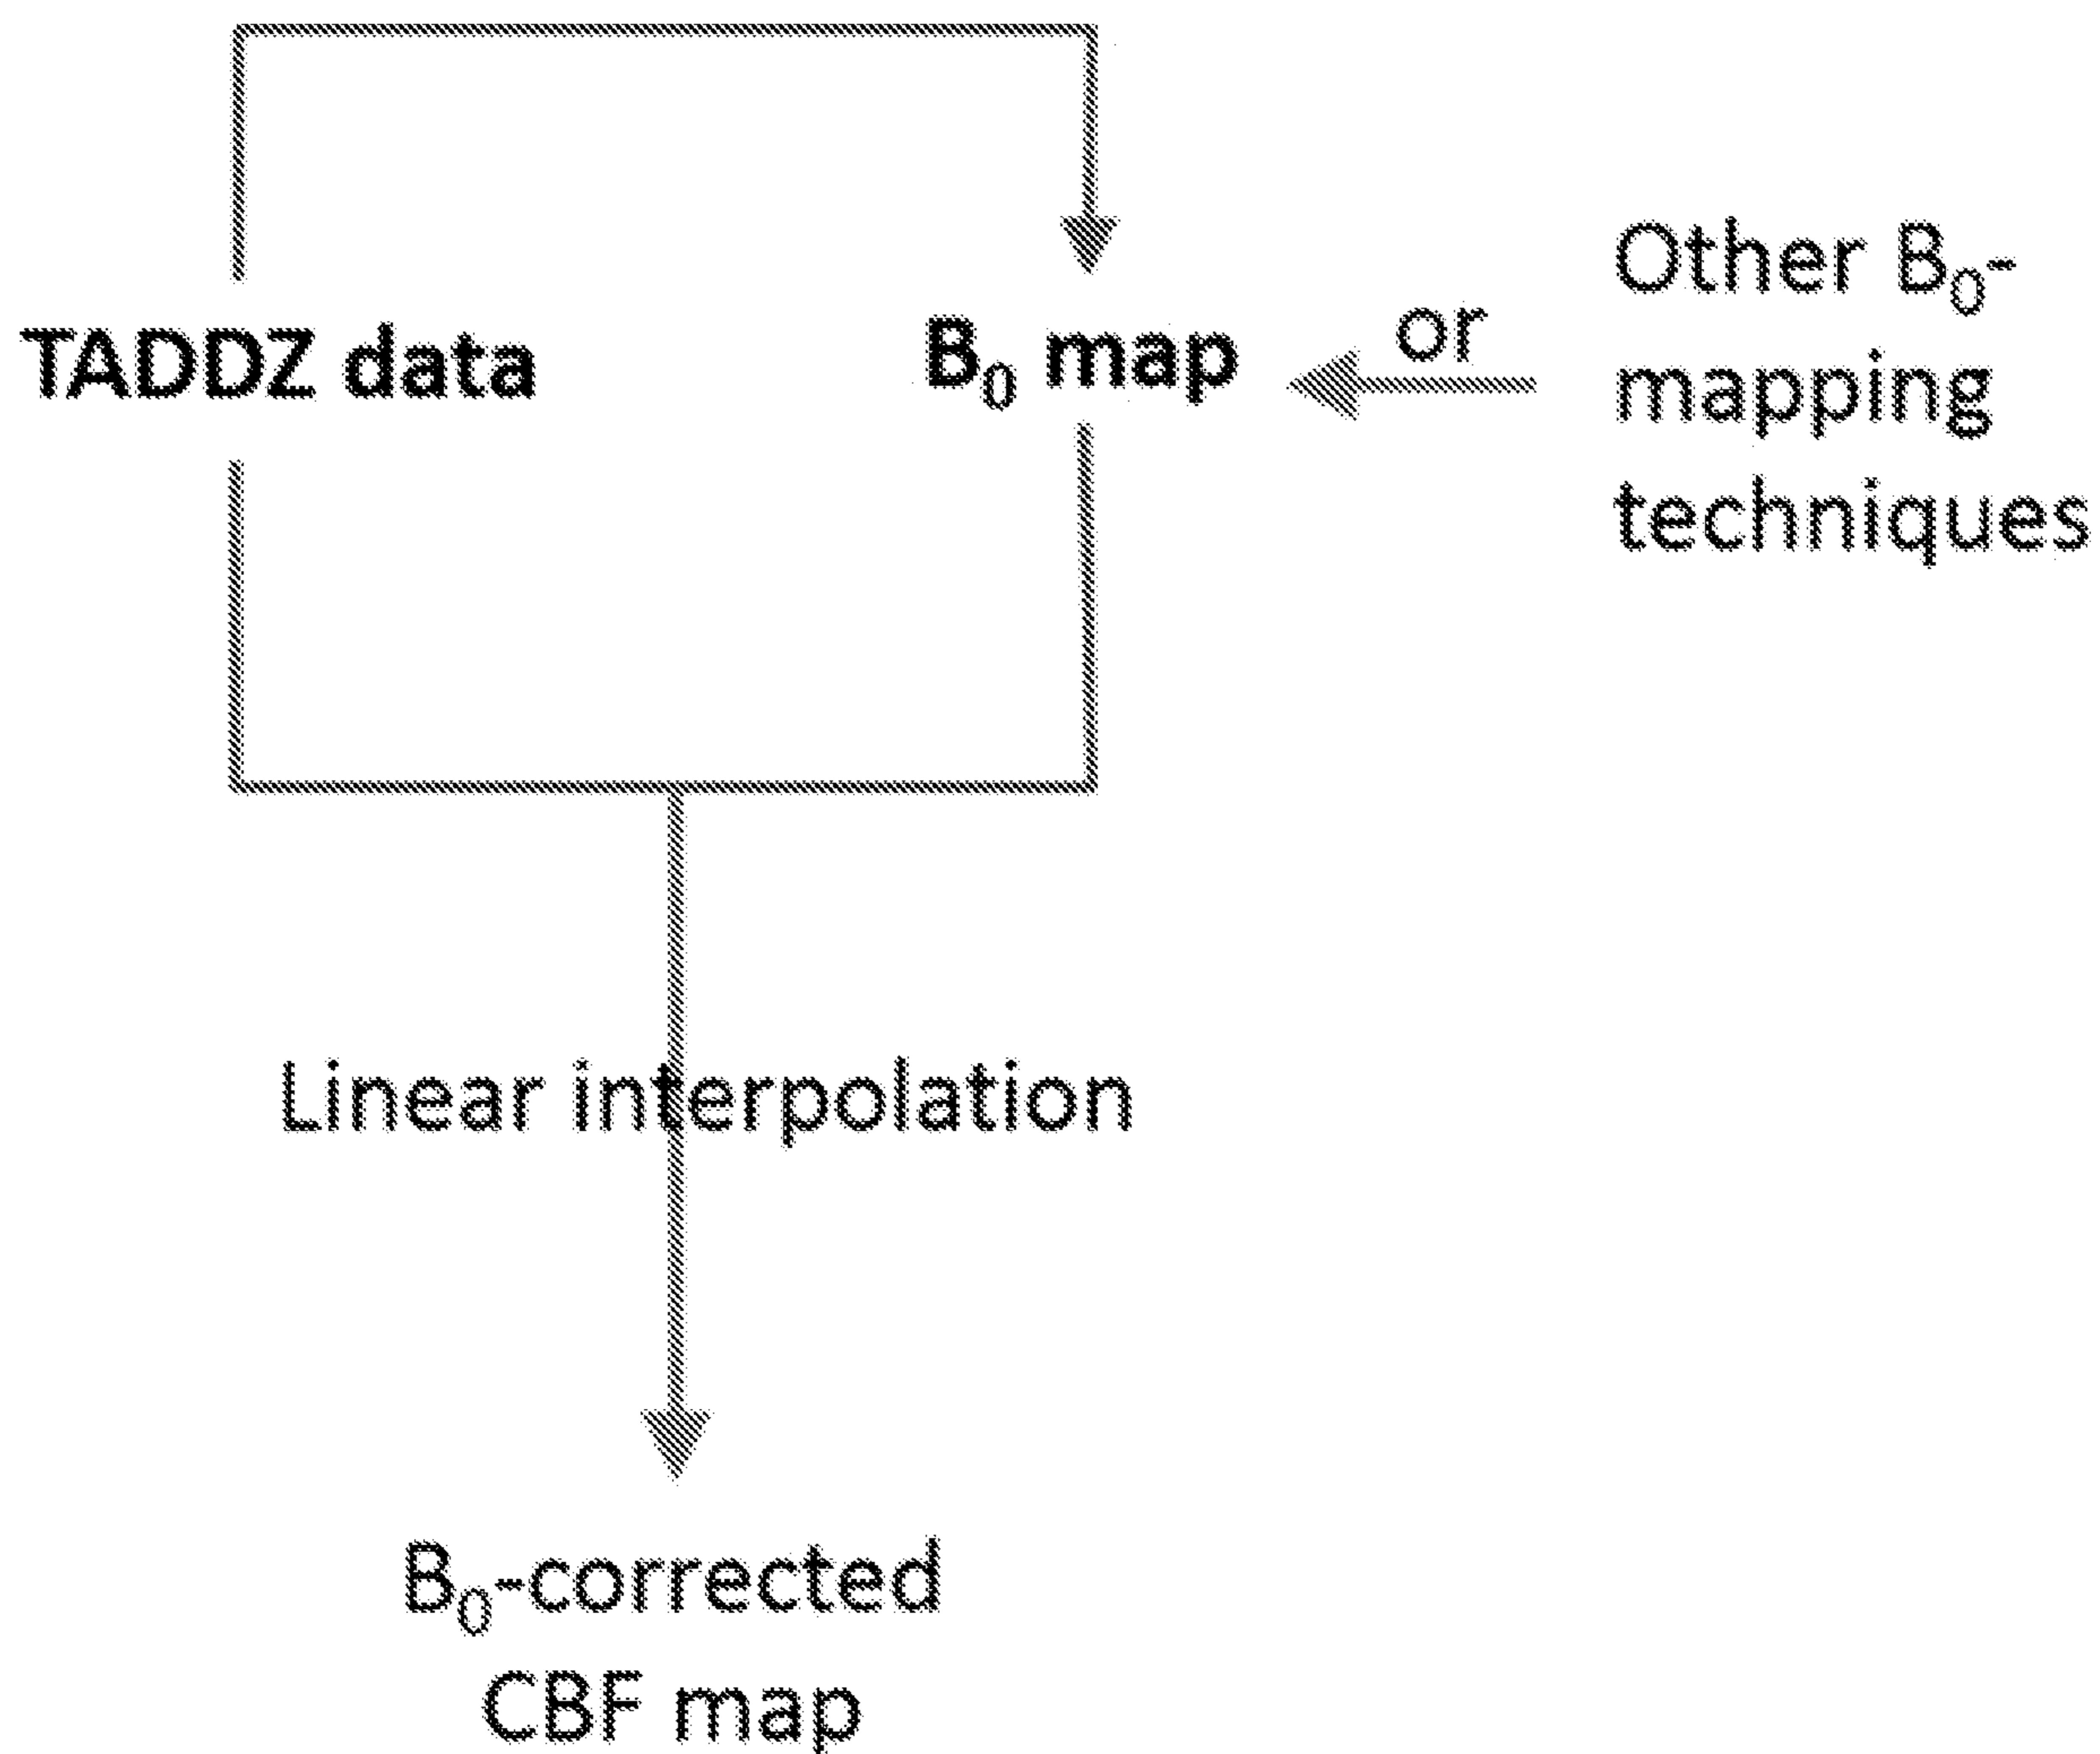 TADDZ data
B₀ map
or
Other B₀-
mapping
techniques
Linear interpolation
B₀-corrected
CBF map